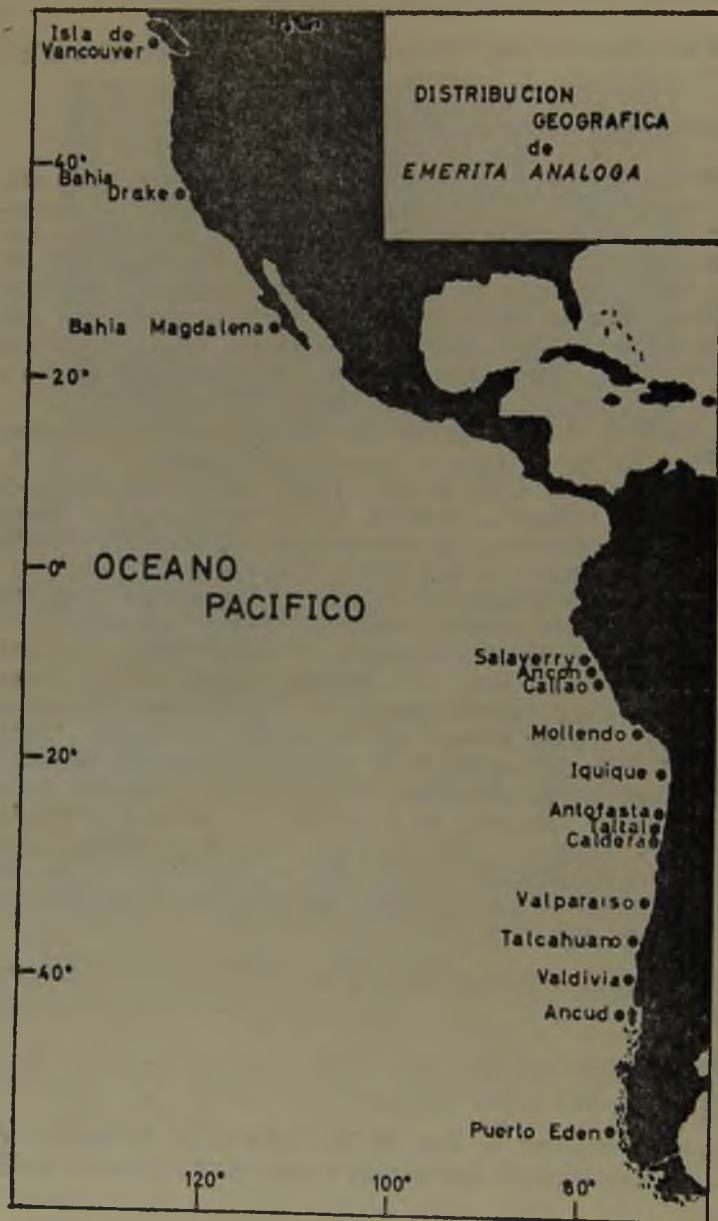 Isla de
Vancouver
DISTRIBUCION
GEOGRAFICA
de
EMERITA ANALOGA
40°
Bahia
Drake
Bahia Magdalena
20°
0°
OCEANO
PACIFICO
Salaverry
Ancon
Callao
Mollendo
20°
Iquique
Antofasta
Taltal
Caldera
Valparaiso
Talcahuano
40°
Valdivia
Ancud
Puerto Eden
120°
100°
80°